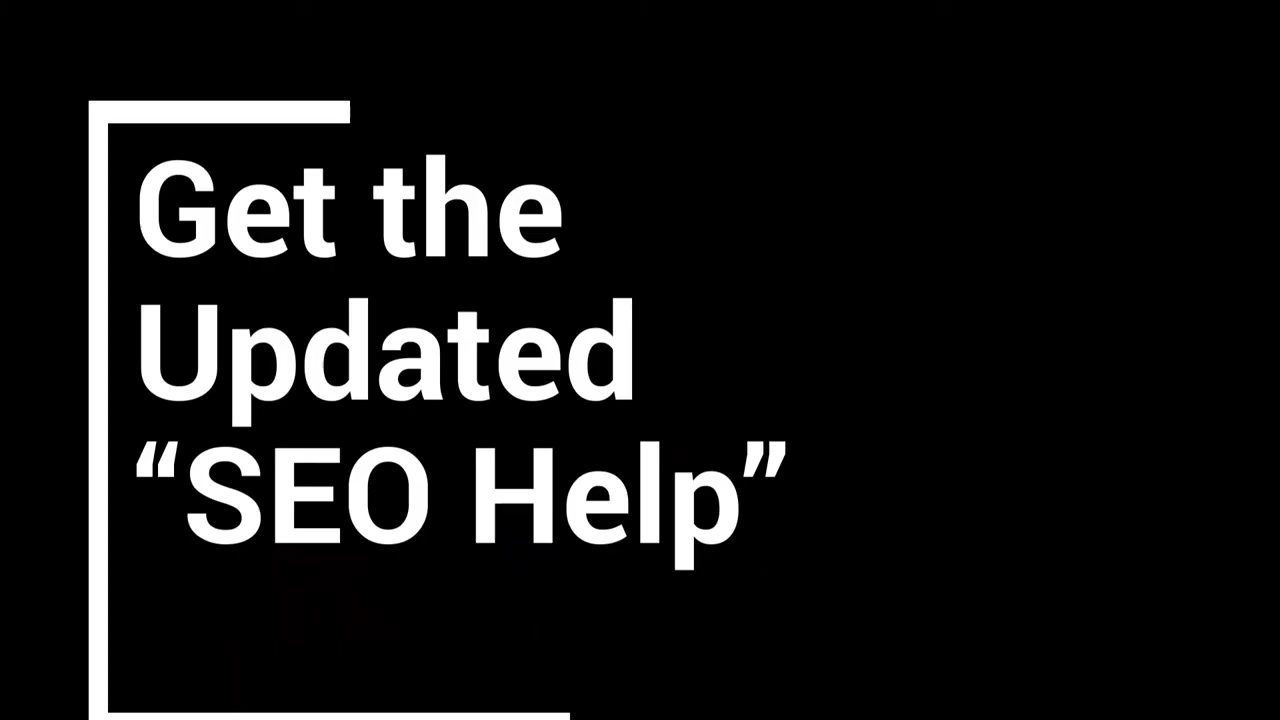 Get the
Updated
“SEO Help”